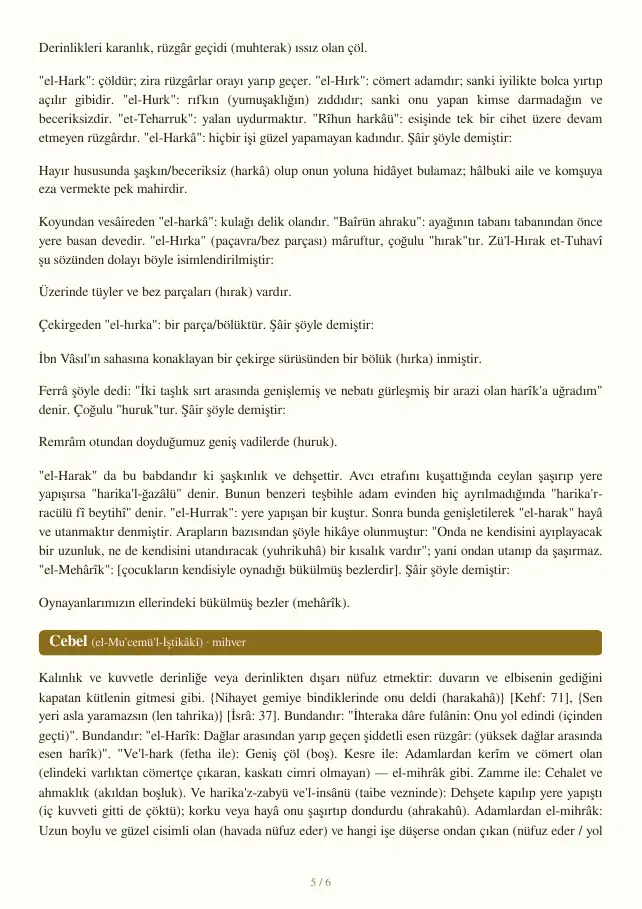 Derinlikleri karanlık, rüzgâr geçidi (muhterak) ıssız olan çöl.
"el-Hark": çöldür; zira rüzgârlar orayı yarıp geçer. "el-Hırk": cömert adamdır; sanki iyilikte bolca yırtıp
açılır gibidir. "el-Hurk": rıfkın (yumuşaklığın) zıddıdır; sanki onu yapan kimse darmadağın ve
beceriksizdir. "et-Teharruk": yalan uydurmaktır. "Rîhun harkâü": esişinde tek bir cihet üzere devam
etmeyen rüzgârdır. "el-Harkâ": hiçbir işi güzel yapamayan kadındır. Şâir şöyle demiştir:
Hayır hususunda şaşkın/beceriksiz (harkâ) olup onun yoluna hidâyet bulamaz; hâlbuki aile ve komşuya
eza vermekte pek mahirdir.
Koyundan vesâireden "el-harkâ": kulağı delik olandır. "Baîrün ahraku": ayağının tabanı tabanından önce
yere basan devedir. "el-Hırka" (paçavra/bez parçası) mâruftur, çoğulu "hırak"tır. Zü'l-Hırak et-Tuhavî
şu sözünden dolayı böyle isimlendirilmiştir:
Üzerinde tüyler ve bez parçaları (hırak) vardır.
Çekirgeden "el-hırka": bir parça/bölüktür. Şâir şöyle demiştir:
İbn Vâsıl'ın sahasına konaklayan bir çekirge sürüsünden bir bölük (hırka) inmiştir.
Ferrâ şöyle dedi: "İki taşlık sırt arasında genişlemiş ve nebatı gürleşmiş bir arazi olan harîk'a uğradım"
denir. Çoğulu "huruk"tur. Şâir şöyle demiştir:
Remrâm otundan doyduğumuz geniş vadilerde (huruk).
"el-Harak" da bu babdandır ki şaşkınlık ve dehşettir. Avcı etrafını kuşattığında ceylan şaşırıp yere
yapışırsa "harika'l-ğazâlü" denir. Bunun benzeri teşbihle adam evinden hiç ayrılmadığında "harika'r-
racülü fî beytihî" denir. "el-Hurrak": yere yapışan bir kuştur. Sonra bunda genişletilerek "el-harak" hayâ
ve utanmaktır denmiştir. Arapların bazısından şöyle hikâye olunmuştur: "Onda ne kendisini ayıplayacak
bir uzunluk, ne de kendisini utandıracak (yuhrikuhâ) bir kısalık vardır"; yani ondan utanıp da şaşırmaz.
"el-Mehârîk": [çocukların kendisiyle oynadığı bükülmüş bezlerdir]. Şâir şöyle demiştir:
Oynayanlarımızın ellerindeki bükülmüş bezler (mehârîk).
Cebel (el-Mu'cemü'l-İştikâkî) · mihver
Kalınlık ve kuvvetle derinliğe veya derinlikten dışarı nüfuz etmektir: duvarın ve elbisenin gediğini
kapatan kütlenin gitmesi gibi. {Nihayet gemiye bindiklerinde onu deldi (harakahâ)} [Kehf: 71], {Sen
yeri asla yaramazsın (len tahrika)} [İsrâ: 37]. Bundandır: "İhteraka dâre fulânin: Onu yol edindi (içinden
geçti)". Bundandır: "el-Harîk: Dağlar arasından yarıp geçen şiddetli esen rüzgâr: (yüksek dağlar arasında
esen harîk)". "Ve'l-hark (fetha ile): Geniş çöl (boş). Kesre ile: Adamlardan kerîm ve cömert olan
(elindeki varlıktan cömertçe çıkaran, kaskatı cimri olmayan) — el-mihrâk gibi. Zamme ile: Cehalet ve
ahmaklık (akıldan boşluk). Ve harika'z-zabyü ve'l-insânü (taibe vezninde): Dehşete kapılıp yere yapıştı
(iç kuvveti gitti de çöktü); korku veya hayâ onu şaşırtıp dondurdu (ahrakahû). Adamlardan el-mihrâk:
Uzun boylu ve güzel cisimli olan (havada nüfuz eder) ve hangi işe düşerse ondan çıkan (nüfuz eder / yol
5 / 6